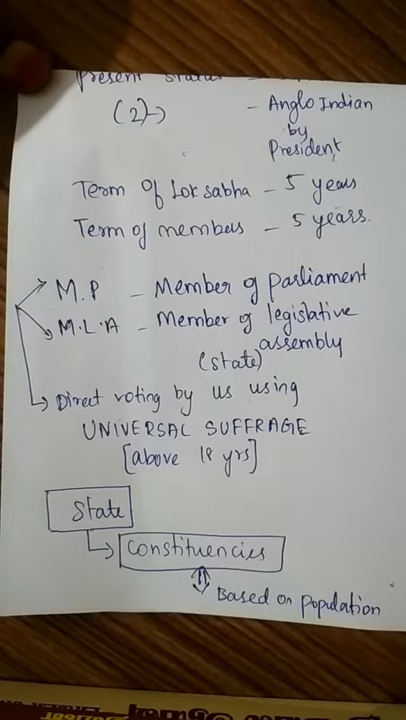 Present status -
(2)→ - Anglo Indian
by
President
Term of Lok sabha - 5 years
Term of members - 5 years.
M.P - Member of parliament
M.L.A - Member of legislative
assembly
(state)
Direct voting by us using
UNIVERSAL SUFFRAGE
[above 18 yrs]
State
Constituencies
Based on population